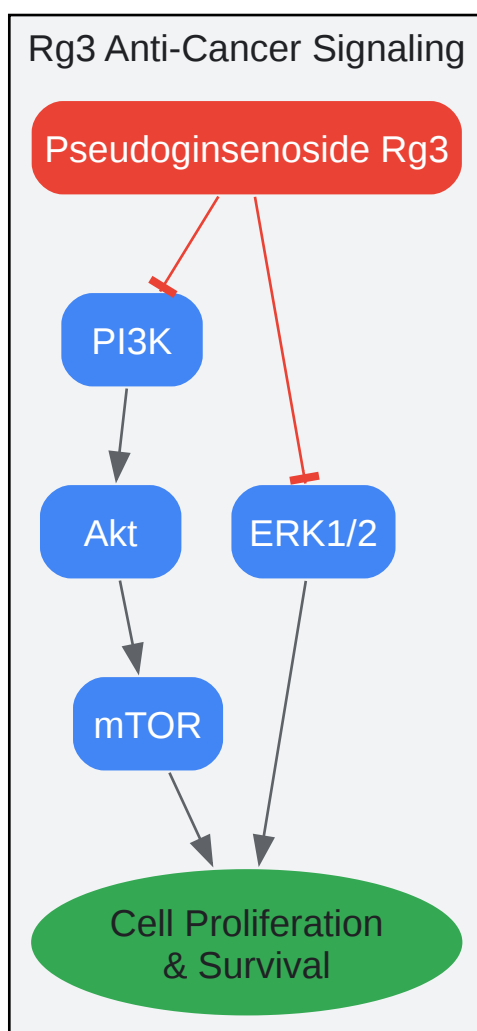 Rg3 Anti-Cancer Signaling
Pseudoginsenoside Rg3
PI3K
Akt
ERK1/2
mTOR
Cell Proliferation
& Survival